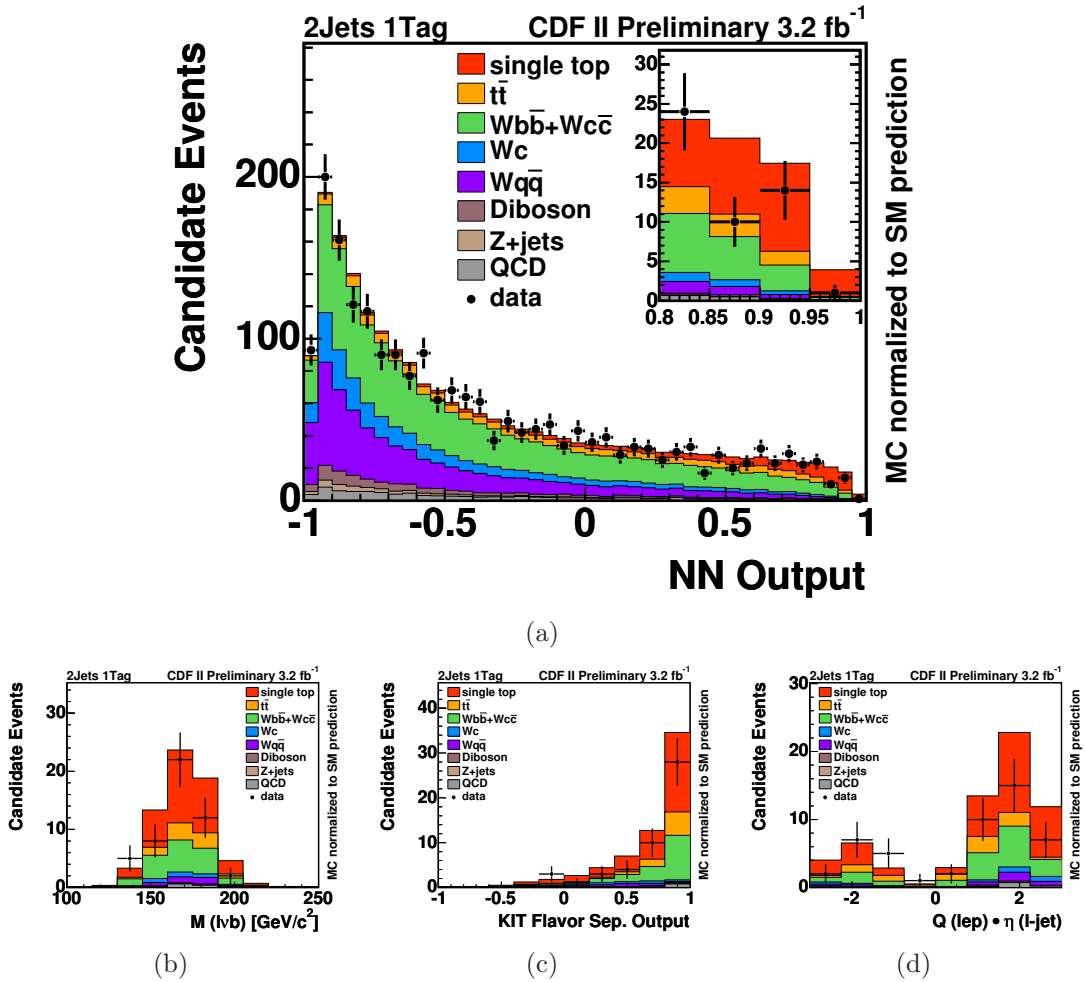 2Jets 1Tag CDF II Preliminary 3.2 fb⁻¹
Candidate Events
MC normalized to SM prediction
single top
tt̄
Wbb̄+Wcc̄
Wc
Wqq̄
Diboson
Z+jets
QCD
data
30
25
20
15
10
5
0
0.8 0.85 0.9 0.95 1
200
100
0
-1 -0.5 0 0.5 1
NN Output
(a)
2Jets 1Tag CDF II Preliminary 3.2 fb⁻¹
Candidate Events
MC normalized to SM prediction
single top
tt̄
Wbb̄+Wcc̄
Wc
Wqq̄
Diboson
Z+jets
QCD
data
30
20
10
0
100 150 200 250
M (lνb) [GeV/c²]
(b)
2Jets 1Tag CDF II Preliminary 3.2 fb⁻¹
Candidate Events
MC normalized to SM prediction
single top
tt̄
Wbb̄+Wcc̄
Wc
Wqq̄
Diboson
Z+jets
QCD
data
40
30
20
10
0
-1 -0.5 0 0.5 1
KIT Flavor Sep. Output
(c)
2Jets 1Tag CDF II Preliminary 3.2 fb⁻¹
Candidate Events
MC normalized to SM prediction
single top
tt̄
Wbb̄+Wcc̄
Wc
Wqq̄
Diboson
Z+jets
QCD
data
30
20
10
0
-2 0 2
Q (lep) • η (l-jet)
(d)